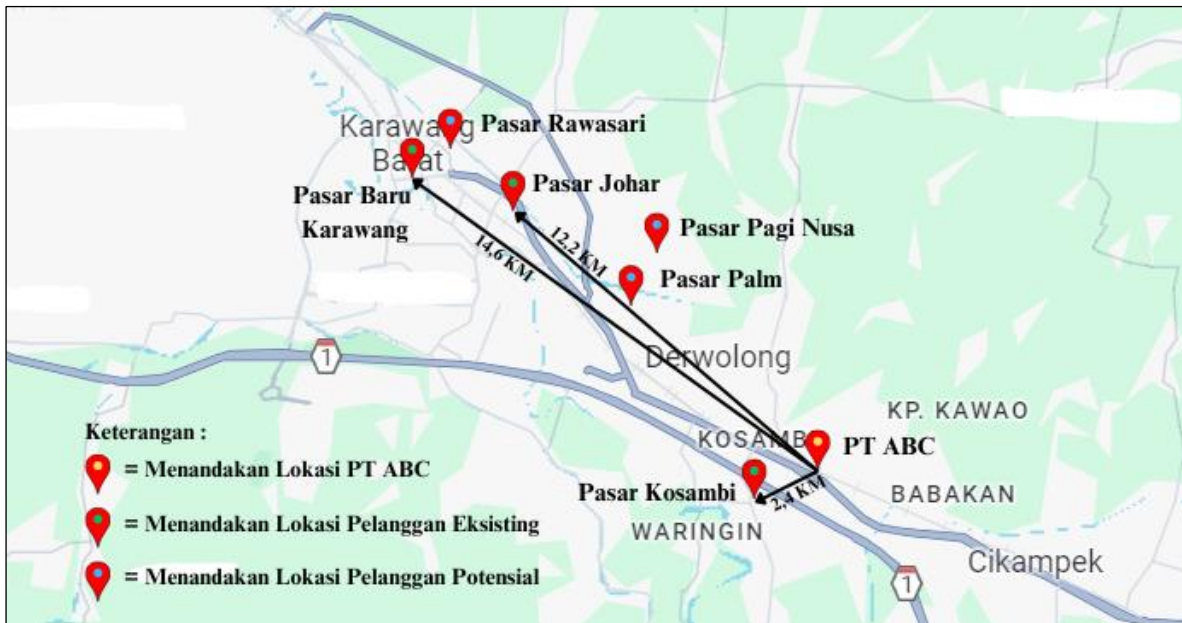 Karawang
Barat
Pasar Rawasari
Pasar Baru
Karawang
Pasar Johar
Pasar Pagi Nusa
Pasar Palm
12,2 KM
14,6 KM
1
Derwolong
KP. KAWAO
KOSAMB
PT ABC
Pasar Kosambi
2,4 KM
BABAKAN
WARINGIN
Cikampek
1
Keterangan :
= Menandakan Lokasi PT ABC
= Menandakan Lokasi Pelanggan Eksisting
= Menandakan Lokasi Pelanggan Potensial